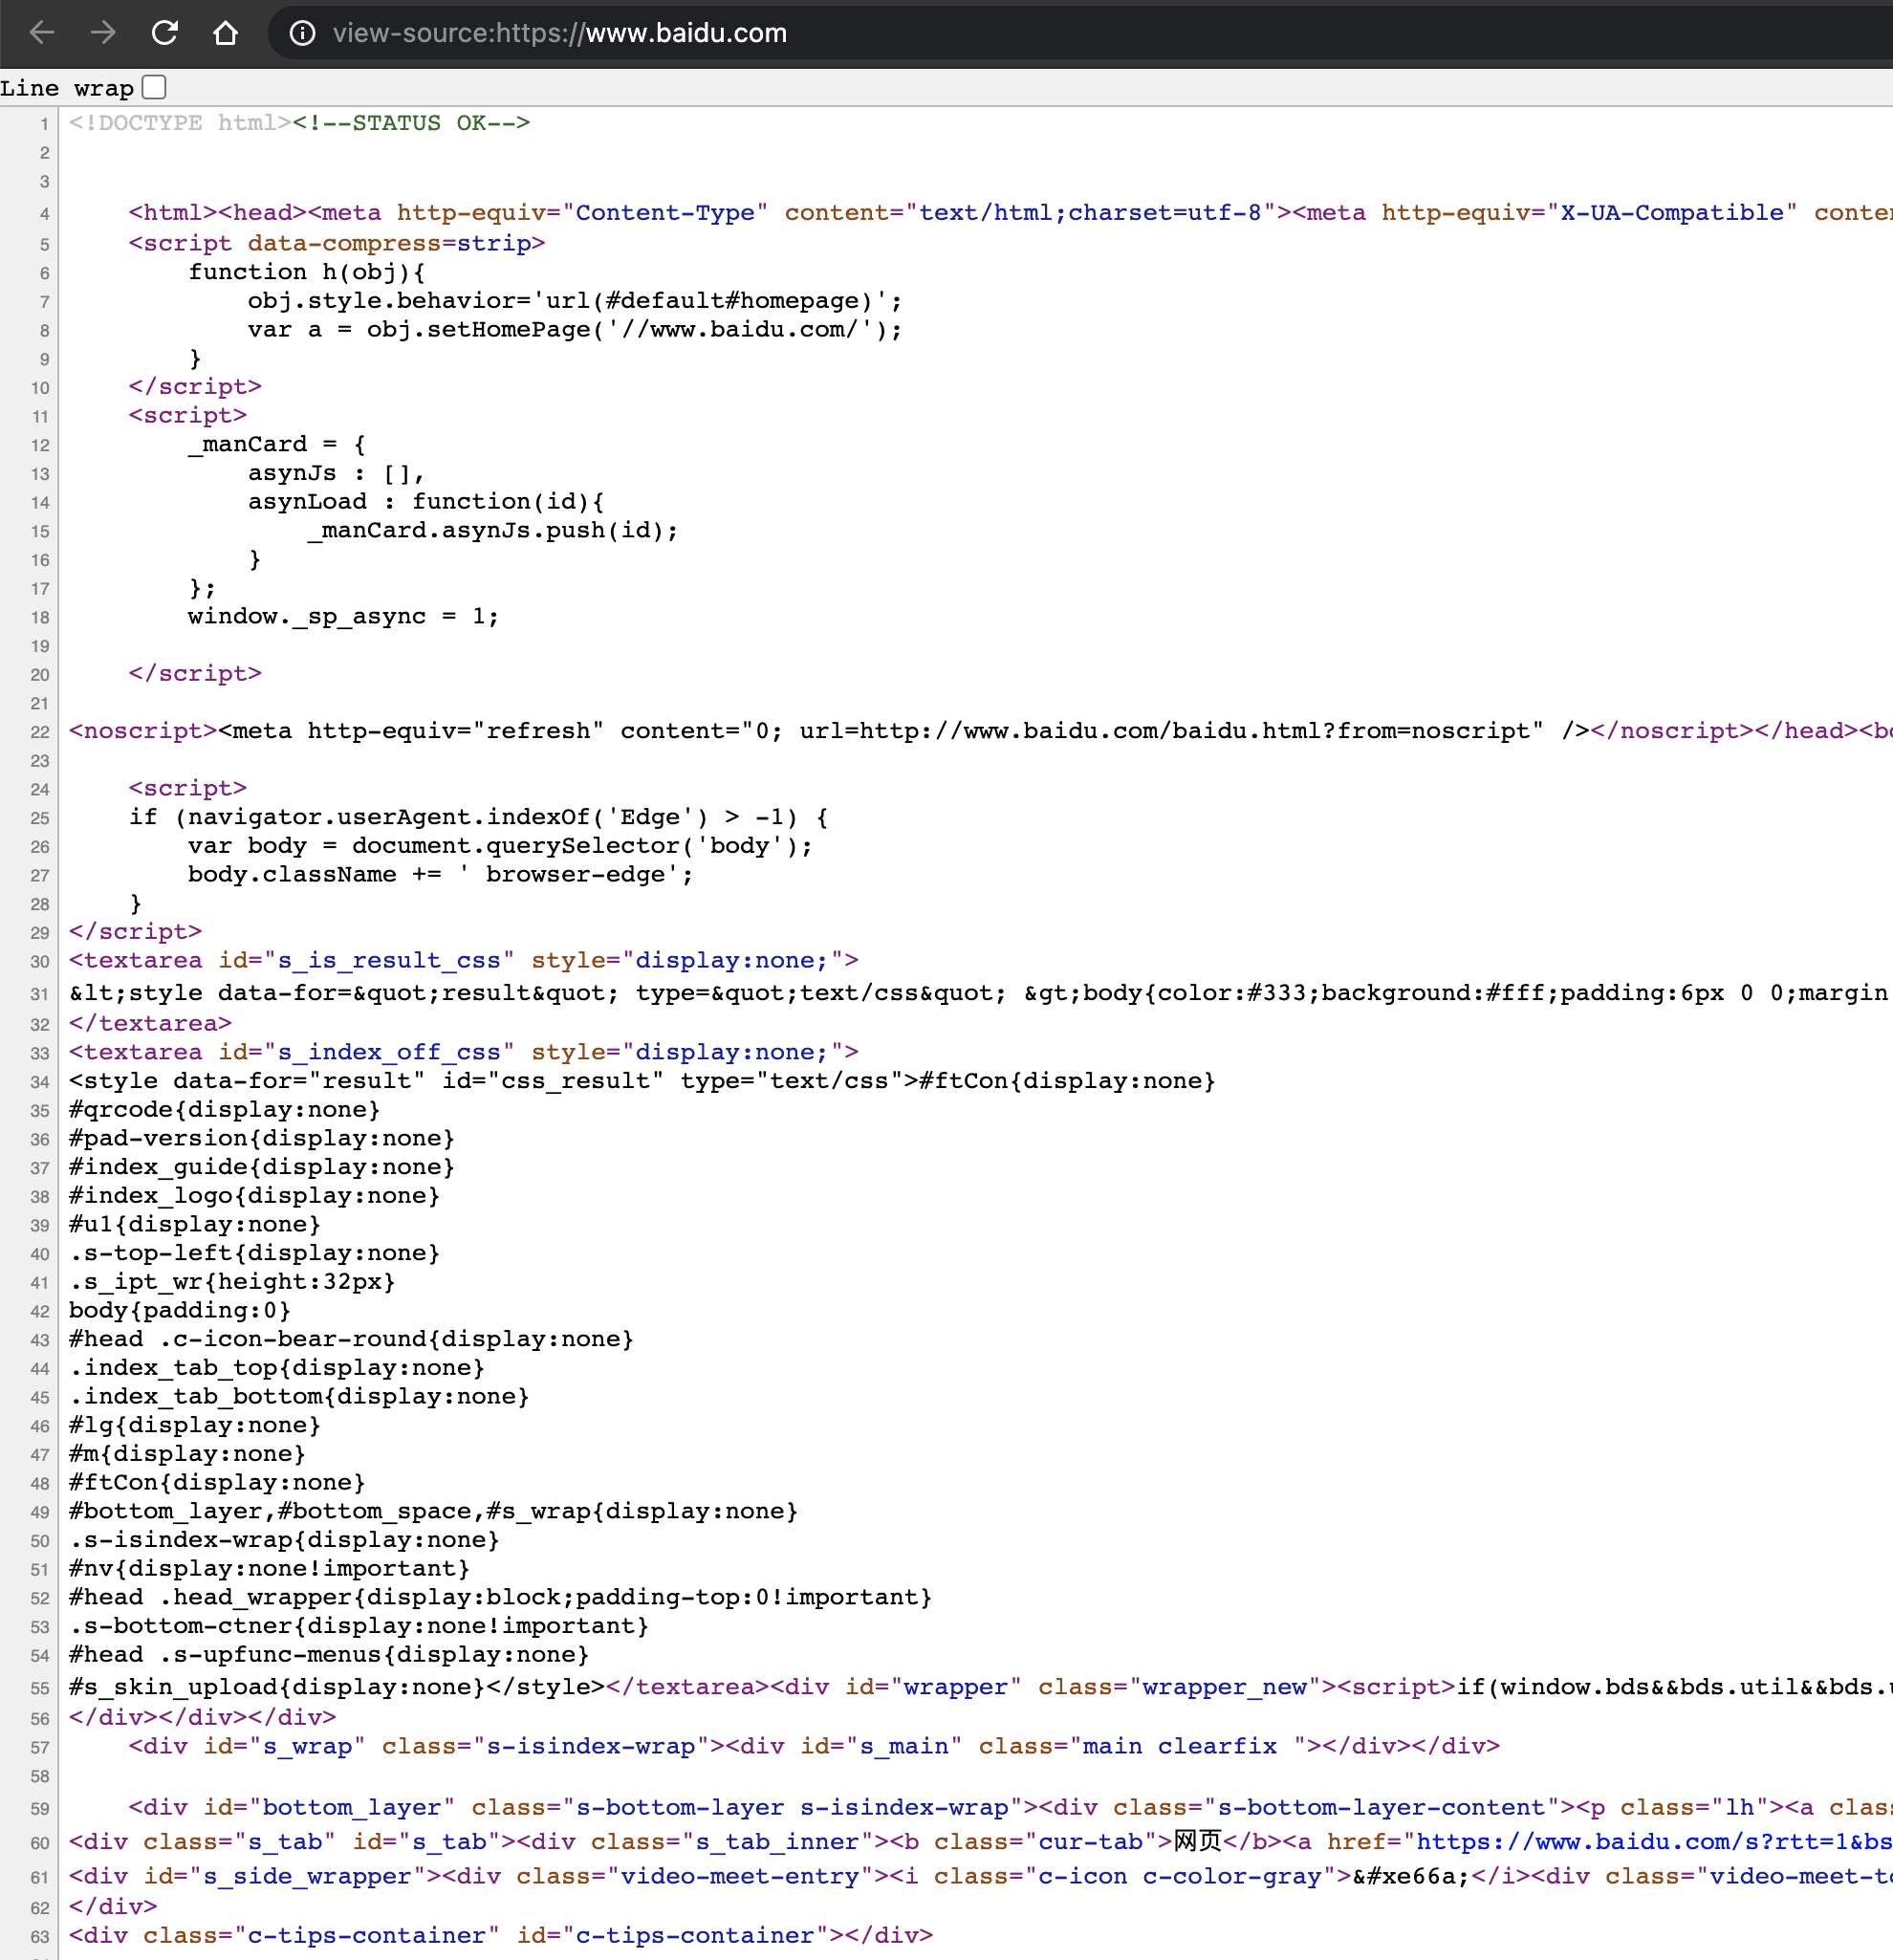 view-source:https://www.baidu.com
Line wrap
1 <!DOCTYPE html><!--STATUS OK-->
2
3
4     <html><head><meta http-equiv="Content-Type" content="text/html;charset=utf-8"><meta http-equiv="X-UA-Compatible"
5     <script data-compress=strip>
6         function h(obj){
7             obj.style.behavior='url(#default#homepage)';
8             var a = obj.setHomePage('//www.baidu.com/');
9         }
10     </script>
11     <script>
12         _manCard = {
13             asynJs : [],
14             asynLoad : function(id){
15                 _manCard.asynJs.push(id);
16             }
17         };
18         window._sp_async = 1;
19
20     </script>
21
22 <noscript><meta http-equiv="refresh" content="0; url=http://www.baidu.com/baidu.html?from=noscript" /></noscript></head>
23
24     <script>
25     if (navigator.userAgent.indexOf('Edge') > -1) {
26         var body = document.querySelector('body');
27         body.className += ' browser-edge';
28     }
29 </script>
30 <textarea id="s_is_result_css" style="display:none;">
31 &lt;style data-for=&quot;result&quot; type=&quot;text/css&quot; &gt;body{color:#333;background:#fff;padding:6px 0 0;margin
32 </textarea>
33 <textarea id="s_index_off_css" style="display:none;">
34 <style data-for="result" id="css_result" type="text/css">#ftCon{display:none}
35 #qrcode{display:none}
36 #pad-version{display:none}
37 #index_guide{display:none}
38 #index_logo{display:none}
39 #u1{display:none}
40 .s-top-left{display:none}
41 .s_ipt_wr{height:32px}
42 body{padding:0}
43 #head .c-icon-bear-round{display:none}
44 .index_tab_top{display:none}
45 .index_tab_bottom{display:none}
46 #lg{display:none}
47 #m{display:none}
48 #ftCon{display:none}
49 #bottom_layer,#bottom_space,#s_wrap{display:none}
50 .s-isindex-wrap{display:none}
51 #nv{display:none!important}
52 #head .head_wrapper{display:block;padding-top:0!important}
53 .s-bottom-ctner{display:none!important}
54 #head .s-upfunc-menus{display:none}
55 #s_skin_upload{display:none}</style></textarea><div id="wrapper" class="wrapper_new"><script>if(window.bds&&bds.util&&bds.
56 </div></div></div>
57     <div id="s_wrap" class="s-isindex-wrap"><div id="s_main" class="main clearfix "></div></div>
58
59     <div id="bottom_layer" class="s-bottom-layer s-isindex-wrap"><div class="s-bottom-layer-content"><p class="lh"><a
60 <div class="s_tab" id="s_tab"><div class="s_tab_inner"><b class="cur-tab">网页</b><a href="https://www.baidu.com/s?rtt=1&bs
61 <div id="s_side_wrapper"><div class="video-meet-entry"><i class="c-icon c-color-gray">&#xe66a;</i><div class="video-meet-
62 </div>
63 <div class="c-tips-container" id="c-tips-container"></div>